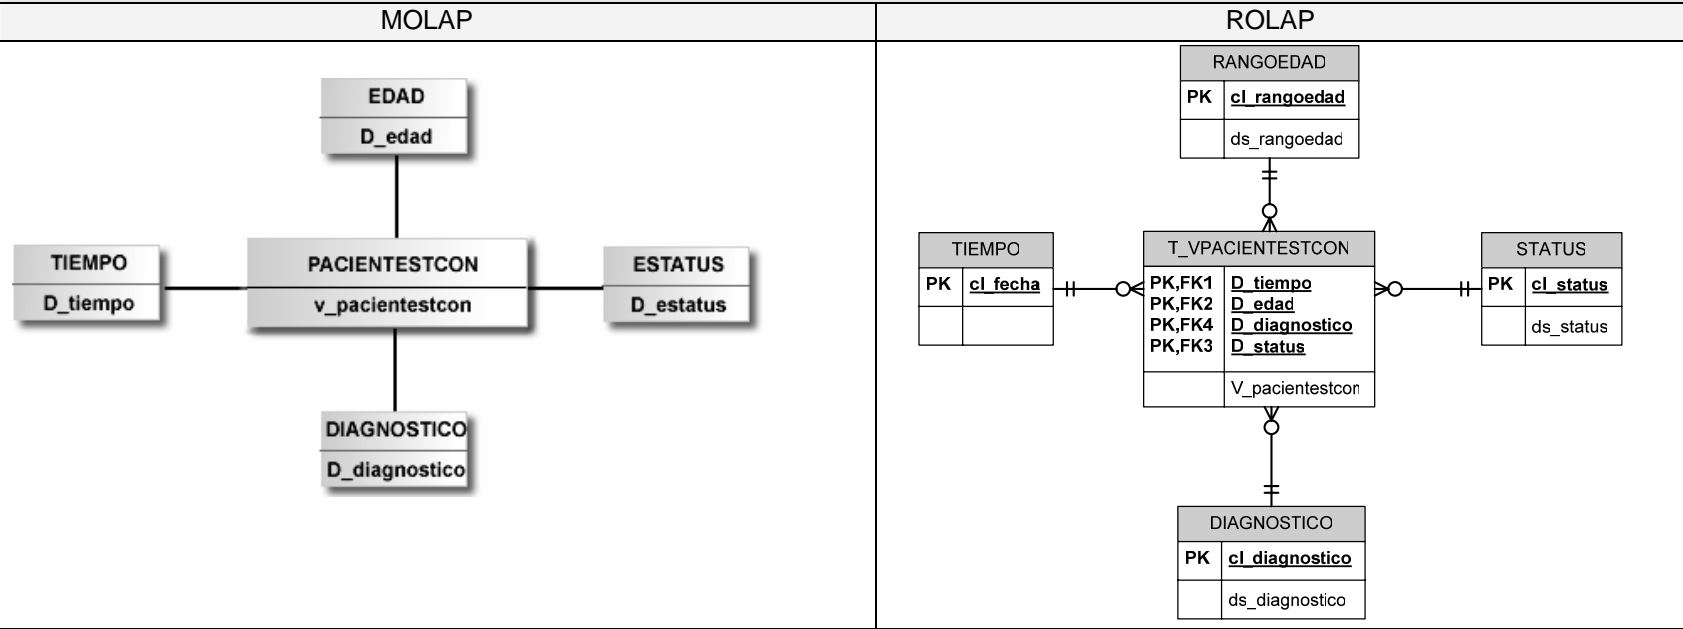 MOLAP
EDAD
D_edad
TIEMPO
D_tiempo
PACIENTESTCON
v_pacientestcon
ESTATUS
D_estatus
DIAGNOSTICO
D_diagnostico
ROLAP
RANGOEDAD
PK cl_rangoedad
ds_rangoedad
TIEMPO
PK cl_fecha
T_VPACIENTESTCON
PK,FK1 D_tiempo
PK,FK2 D_edad
PK,FK4 D_diagnostico
PK,FK3 D_status
V_pacientestcon
STATUS
PK cl_status
ds_status
DIAGNOSTICO
PK cl_diagnostico
ds_diagnostico